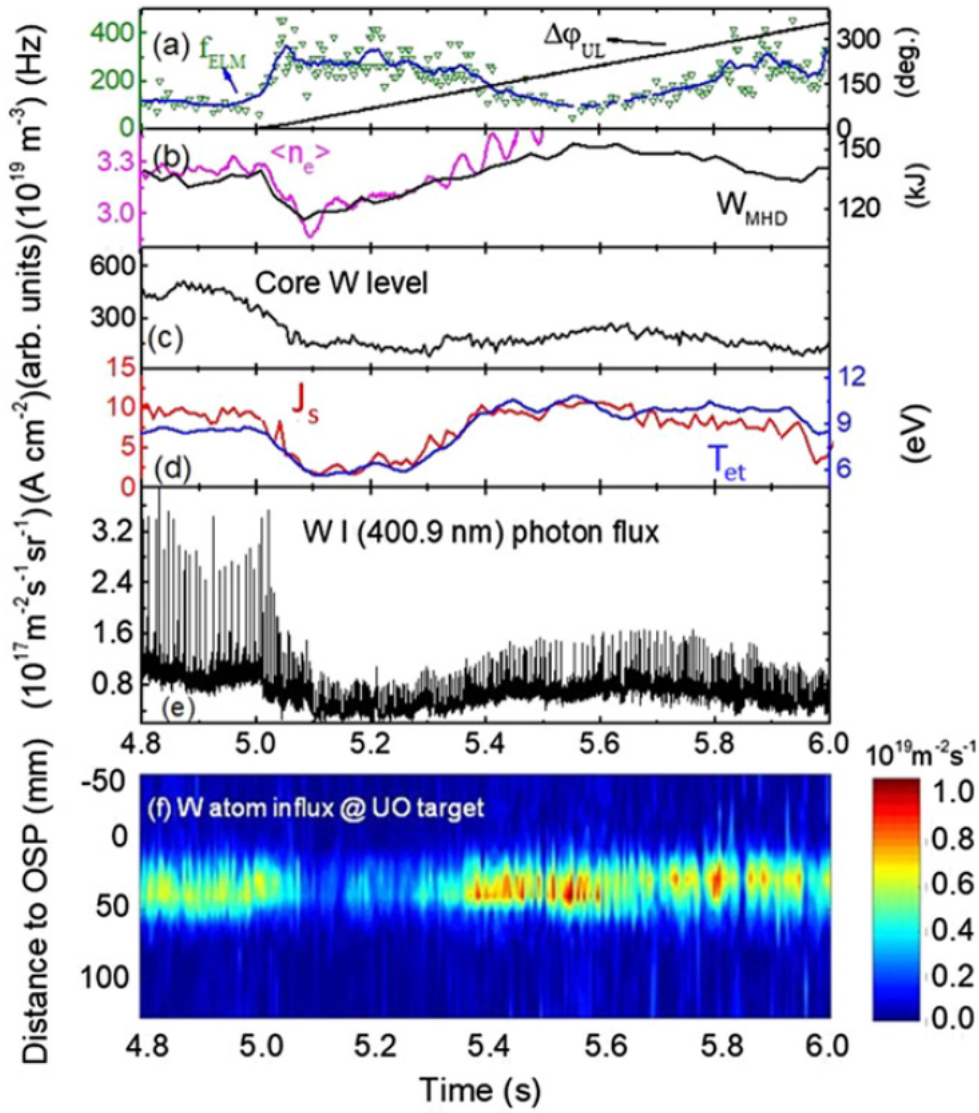 (a)
f_ELM
Δφ_UL
400
200
0
(Hz)
300
150
0
(deg.)
(b)
<n_e>
W_MHD
3.3
3.0
(10^19 m^-3)
150
120
(kJ)
Core W level
(c)
600
300
(arb. units)
15
10
5
0
(A cm^-2)
J_s
T_et
(d)
12
9
6
(eV)
W I (400.9 nm) photon flux
(e)
3.2
2.4
1.6
0.8
(10^17 m^-2 s^-1 sr^-1)
4.8 5.0 5.2 5.4 5.6 5.8 6.0
(f) W atom influx @ UO target
Distance to OSP (mm)
-50
0
50
100
10^19 m^-2 s^-1
1.0
0.8
0.6
0.4
0.2
0.0
4.8 5.0 5.2 5.4 5.6 5.8 6.0
Time (s)